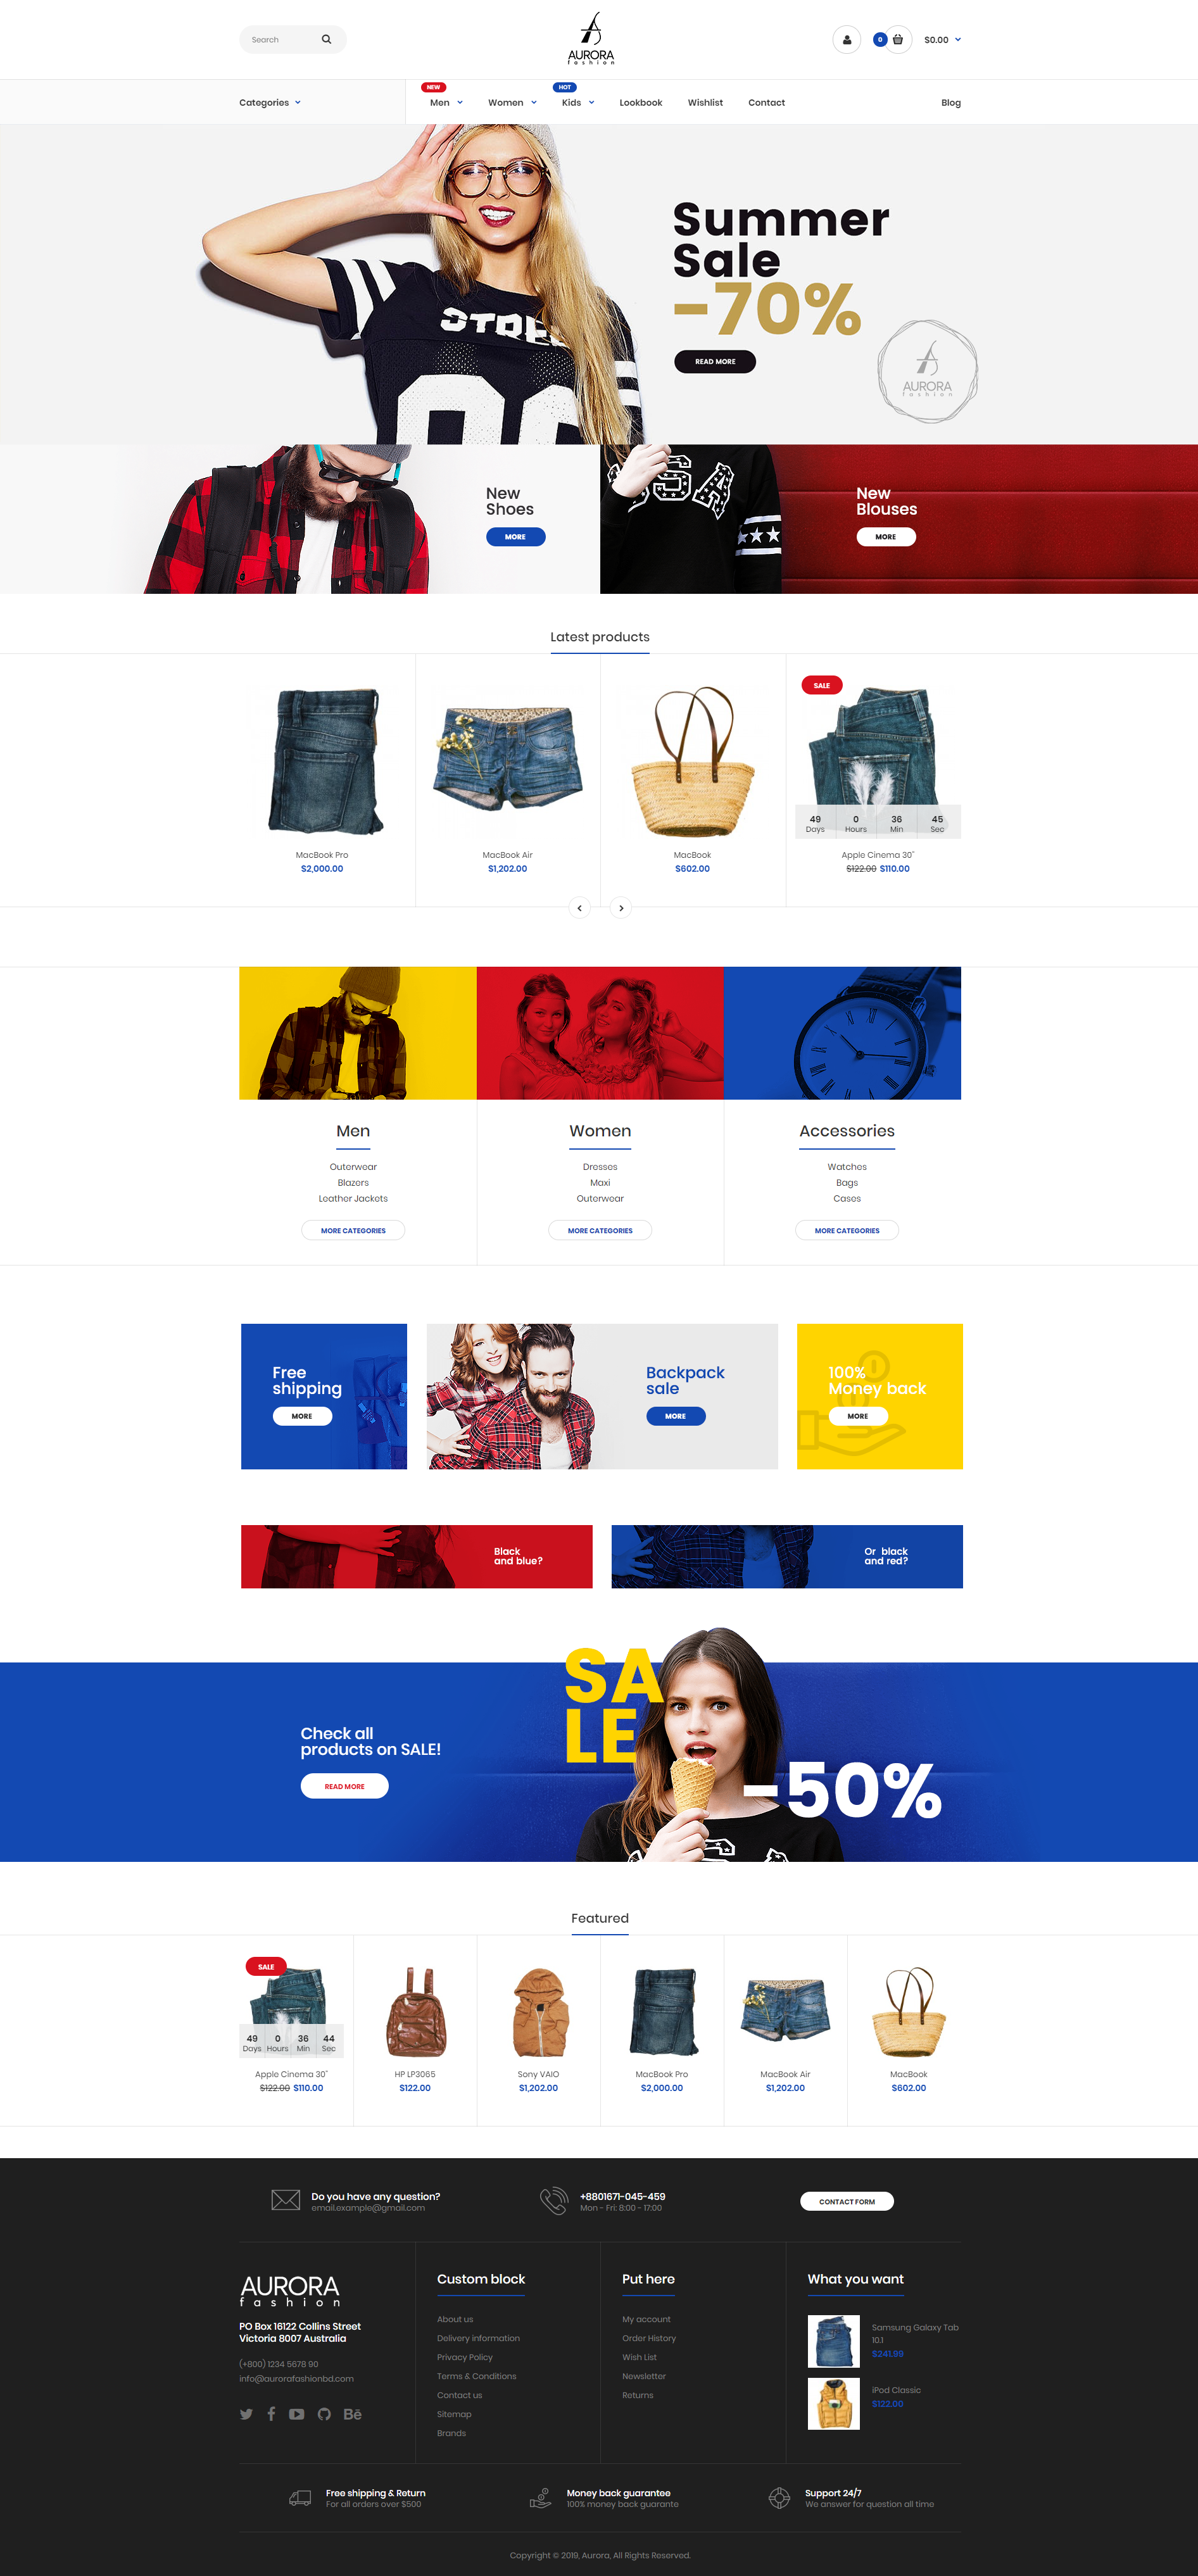 Search
AURORA
fashion
0
$0.00
Categories
NEW
Men
Women
HOT
Kids
Lookbook
Wishlist
Contact
Blog
STREE
00
Summer
Sale
-70%
READ MORE
AURORA
fashion
New
Shoes
MORE
USA
New
Blouses
MORE
Latest products
MacBook Pro
$2,000.00
MacBook Air
$1,202.00
MacBook
$602.00
SALE
49 0 36 45
Days Hours Min Sec
Apple Cinema 30"
$122.00 $110.00
Men
Outerwear
Blazers
Leather Jackets
MORE CATEGORIES
Women
Dresses
Maxi
Outerwear
MORE CATEGORIES
Accessories
Watches
Bags
Cases
MORE CATEGORIES
Free
shipping
MORE
Backpack
sale
MORE
100%
Money back
MORE
Black
and blue?
Or black
and red?
Check all
products on SALE!
READ MORE
SA
LE
-50%
Featured
SALE
49 0 36 44
Days Hours Min Sec
Apple Cinema 30"
$122.00 $110.00
HP LP3065
$122.00
Sony VAIO
$1,202.00
MacBook Pro
$2,000.00
MacBook Air
$1,202.00
MacBook
$602.00
Do you have any question?
email.example@gmail.com
+8801671-045-459
Mon - Fri: 8:00 - 17:00
CONTACT FORM
AURORA
fashion
PO Box 16122 Collins Street
Victoria 8007 Australia
(+800) 1234 5678 90
info@aurorafashionbd.com
Bē
Custom block
About us
Delivery information
Privacy Policy
Terms & Conditions
Contact us
Sitemap
Brands
Put here
My account
Order History
Wish List
Newsletter
Returns
What you want
Samsung Galaxy Tab
10.1
$241.99
iPod Classic
$122.00
Free shipping & Return
For all orders over $500
Money back guarantee
100% money back guarante
Support 24/7
We answer for question all time
Copyright © 2019, Aurora, All Rights Reserved.